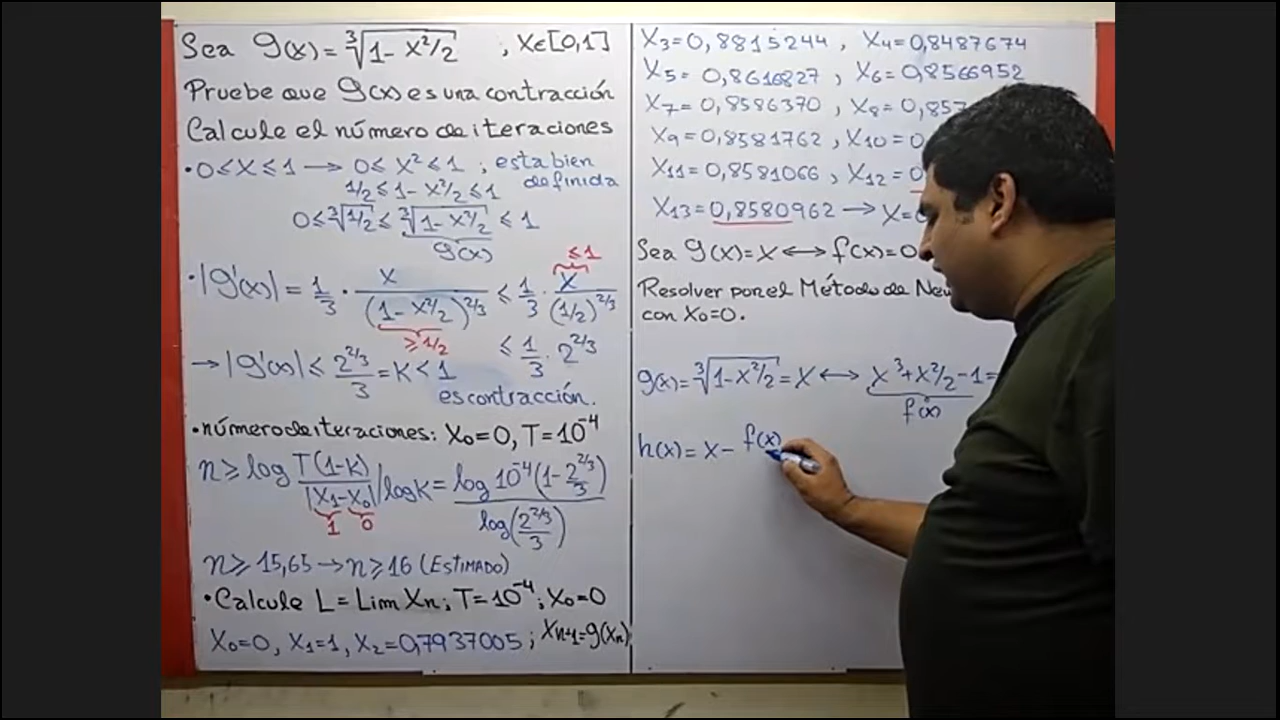 Sea g(x) = ∛(1-x²/2) , x∈[0,1]
Pruebe que g(x) es una contracción
Calcule el número de iteraciones
• 0≤x≤1 → 0≤x²≤1 ; esta bien definida
1/2 ≤ 1-x²/2 ≤ 1
0 ≤ ∛(1/2) ≤ ∛(1-x²/2) ≤ 1
g(x)
• |g'(x)| = 1/3 · x/(1-x²/2)^(2/3) ≤ 1/3 · x/(1/2)^(2/3)
≤1
≥1/2
≤ 1/3 · 2^(2/3)
→ |g'(x)| ≤ 2^(2/3)/3 = K < 1
es contracción.
• número de iteraciones: X₀=0, T=10⁻⁴
n ≥ log T(1-K)/|X₁-X₀| / log K = log 10⁻⁴(1-2^(2/3)/3) / log(2^(2/3)/3)
1 0
n ≥ 15,65 → n ≥ 16 (ESTIMADO)
• Calcule L = Lim Xn ; T=10⁻⁴ ; X₀=0
X₀=0, X₁=1, X₂=0,7937005 ; Xn+1=g(Xn)
X₃=0,8815244 , X₄=0,8487674
X₅=0,8616827 , X₆=0,8566952
X₇=0,8586370 , X₈=0,857
X₉=0,8581762 , X₁₀=0
X₁₁=0,8581066 , X₁₂=0
X₁₃=0,8580962 → X=0
Sea g(x)=x ↔ f(x)=0
Resolver por el Método de
con X₀=0.
g(x) = ∛(1-x²/2) = x ↔ x³+x²/2-1=
f(x)
h(x) = x - f(x)